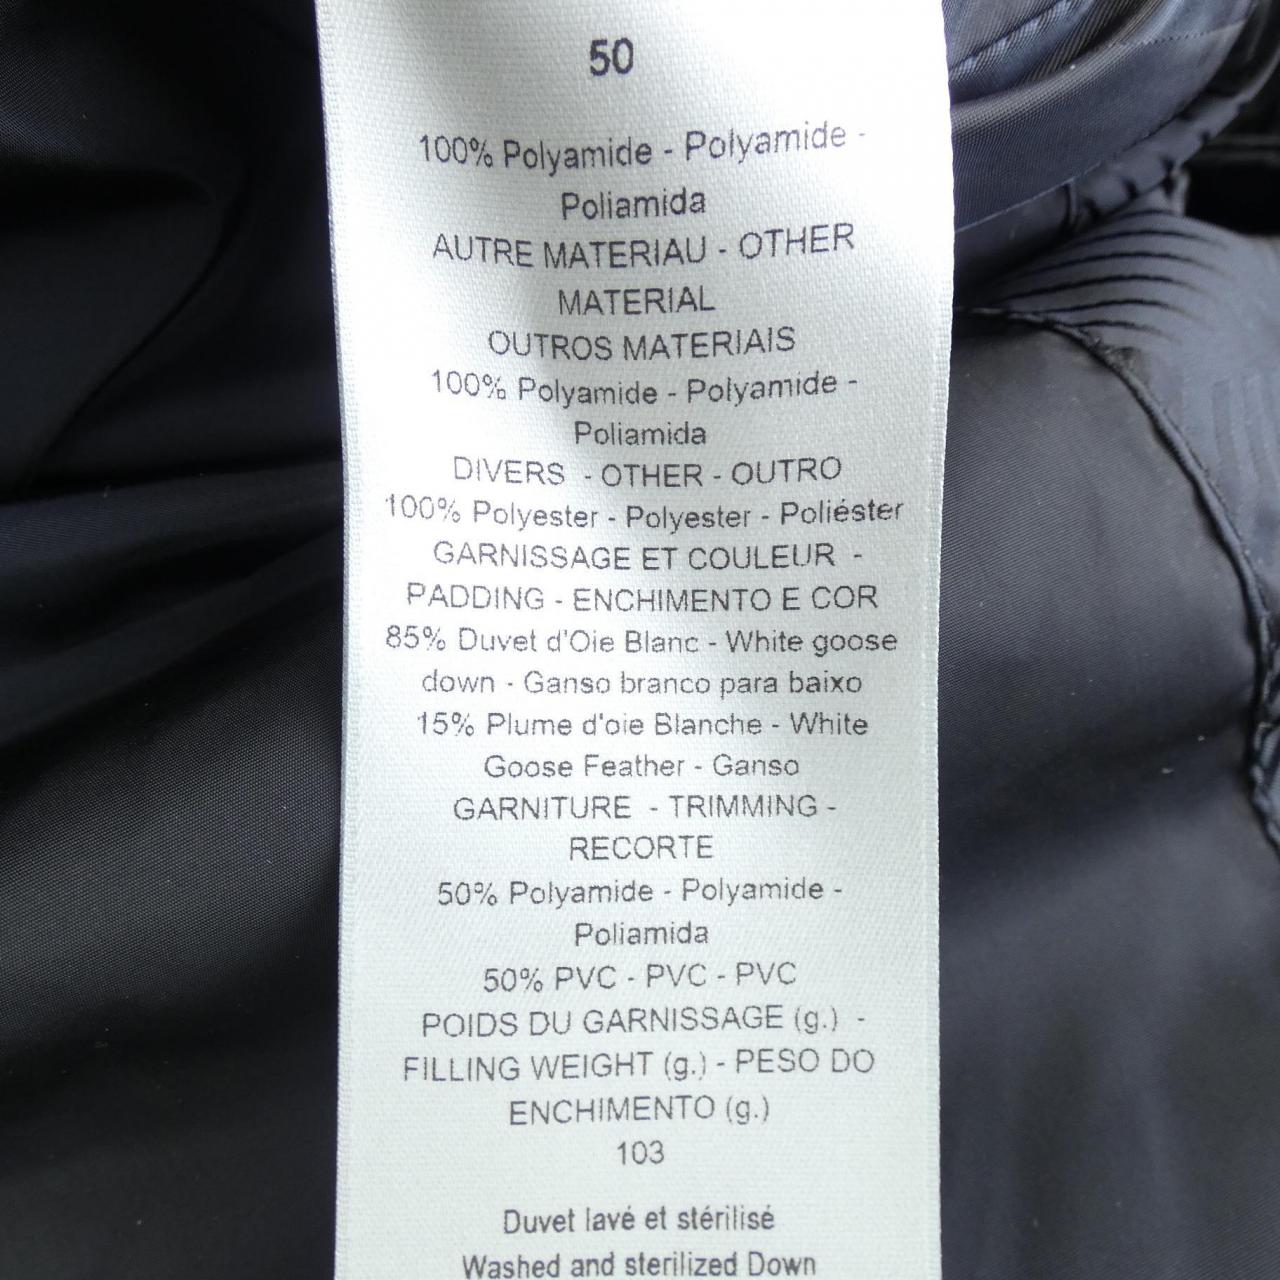 50
100% Polyamide - Polyamide -
Poliamida
AUTRE MATERIAU - OTHER
MATERIAL
OUTROS MATERIAIS
100% Polyamide - Polyamide -
Poliamida
DIVERS - OTHER - OUTRO
100% Polyester - Polyester - Poliéster
GARNISSAGE ET COULEUR -
PADDING - ENCHIMENTO E COR
85% Duvet d'Oie Blanc - White goose
down - Ganso branco para baixo
15% Plume d'oie Blanche - White
Goose Feather - Ganso
GARNITURE - TRIMMING -
RECORTE
50% Polyamide - Polyamide -
Poliamida
50% PVC - PVC - PVC
POIDS DU GARNISSAGE (g.) -
FILLING WEIGHT (g.) - PESO DO
ENCHIMENTO (g.)
103
Duvet lavé et stérilisé
Washed and sterilized Down